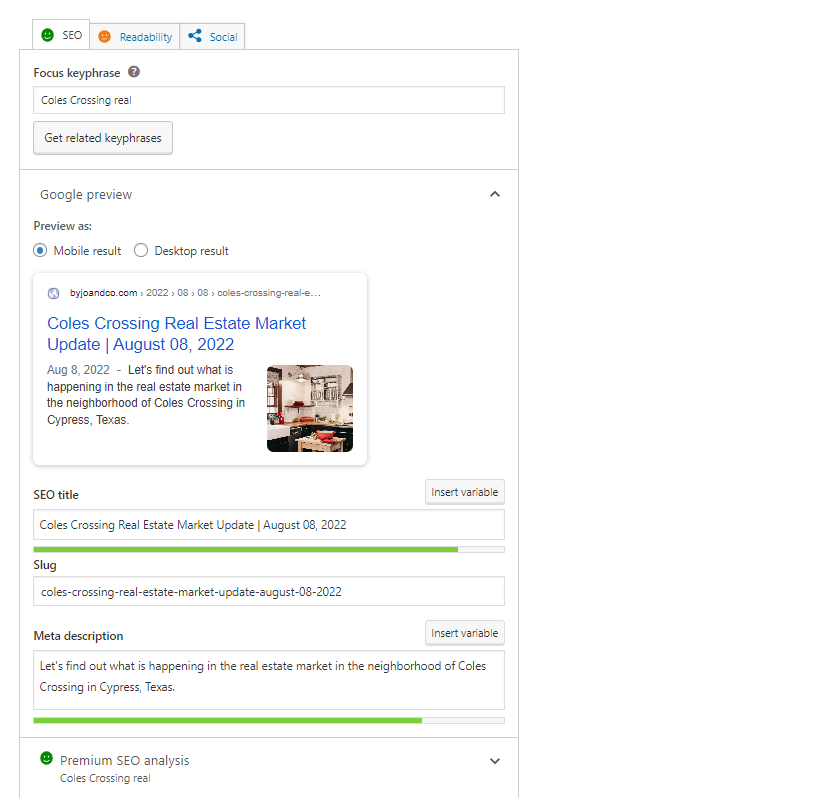 SEO Readability Social
Focus keyphrase ?
Coles Crossing real
Get related keyphrases
Google preview
Preview as:
Mobile result Desktop result
byjoandco.com › 2022 › 08 › 08 › coles-crossing-real-e…
Coles Crossing Real Estate Market
Update | August 08, 2022
Aug 8, 2022 - Let's find out what is
happening in the real estate market in
the neighborhood of Coles Crossing in
Cypress, Texas.
SEO title Insert variable
Coles Crossing Real Estate Market Update | August 08, 2022
Slug
coles-crossing-real-estate-market-update-august-08-2022
Meta description Insert variable
Let's find out what is happening in the real estate market in the neighborhood of Coles
Crossing in Cypress, Texas.
Premium SEO analysis
Coles Crossing real